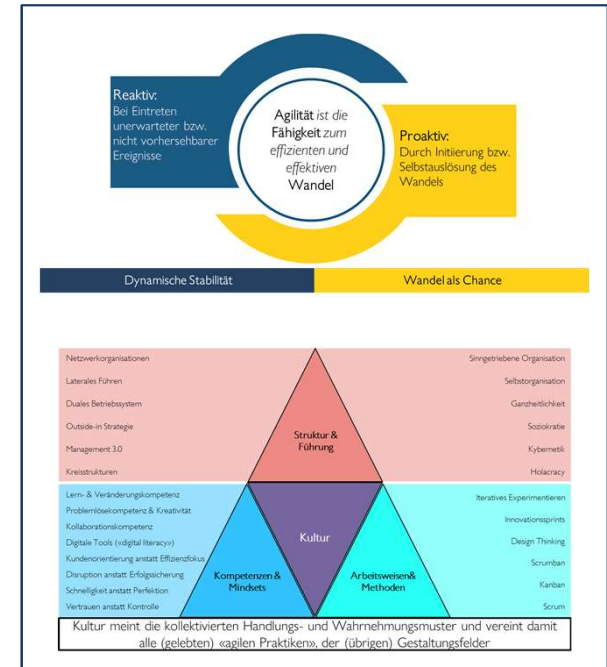 Reaktiv:
Bei Eintreten
unerwarteter bzw.
nicht vorhersehbarer
Ereignisse
Agilität ist die
Fähigkeit zum
effizienten und
effektiven
Wandel
Proaktiv:
Durch Initiierung bzw.
Selbstauslösung des
Wandels
Dynamische Stabilität
Wandel als Chance
Netzwerkorganisationen
Laterales Führen
Duales Betriebssystem
Outside-in Strategie
Management 3.0
Kreisstrukturen
Struktur &
Führung
Sinngetriebene Organisation
Selbstorganisation
Ganzheitlichkeit
Soziokratie
Kybernetik
Holacracy
Lern- & Veränderungskompetenz
Problemlösekompetenz & Kreativität
Kollaborationskompetenz
Digitale Tools («digital literacy»)
Kundenorientierung anstatt Effizienzfokus
Disruption anstatt Erfolgssicherung
Schnelligkeit anstatt Perfektion
Vertrauen anstatt Kontrolle
Kompetenzen &
Mindsets
Kultur
Arbeitsweisen&
Methoden
Iteratives Experimentieren
Innovationssprints
Design Thinking
Scrumban
Kanban
Scrum
Kultur meint die kollektivierten Handlungs- und Wahrnehmungsmuster und vereint damit
alle (gelebten) «agilen Praktiken», der (übrigen) Gestaltungsfelder